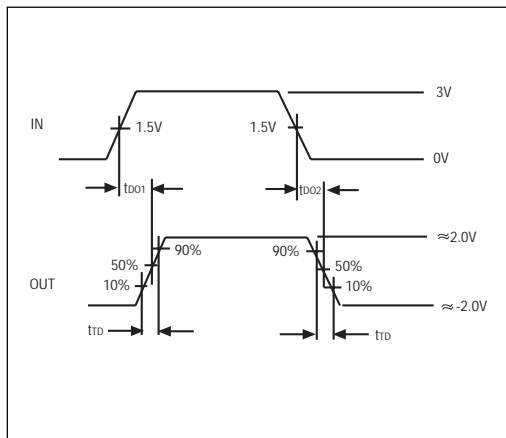 3V
IN
1.5V
1.5V
0V
tDO1
tDO2
≈2.0V
90%
90%
50%
50%
10%
10%
OUT
≈-2.0V
tTD
tTD